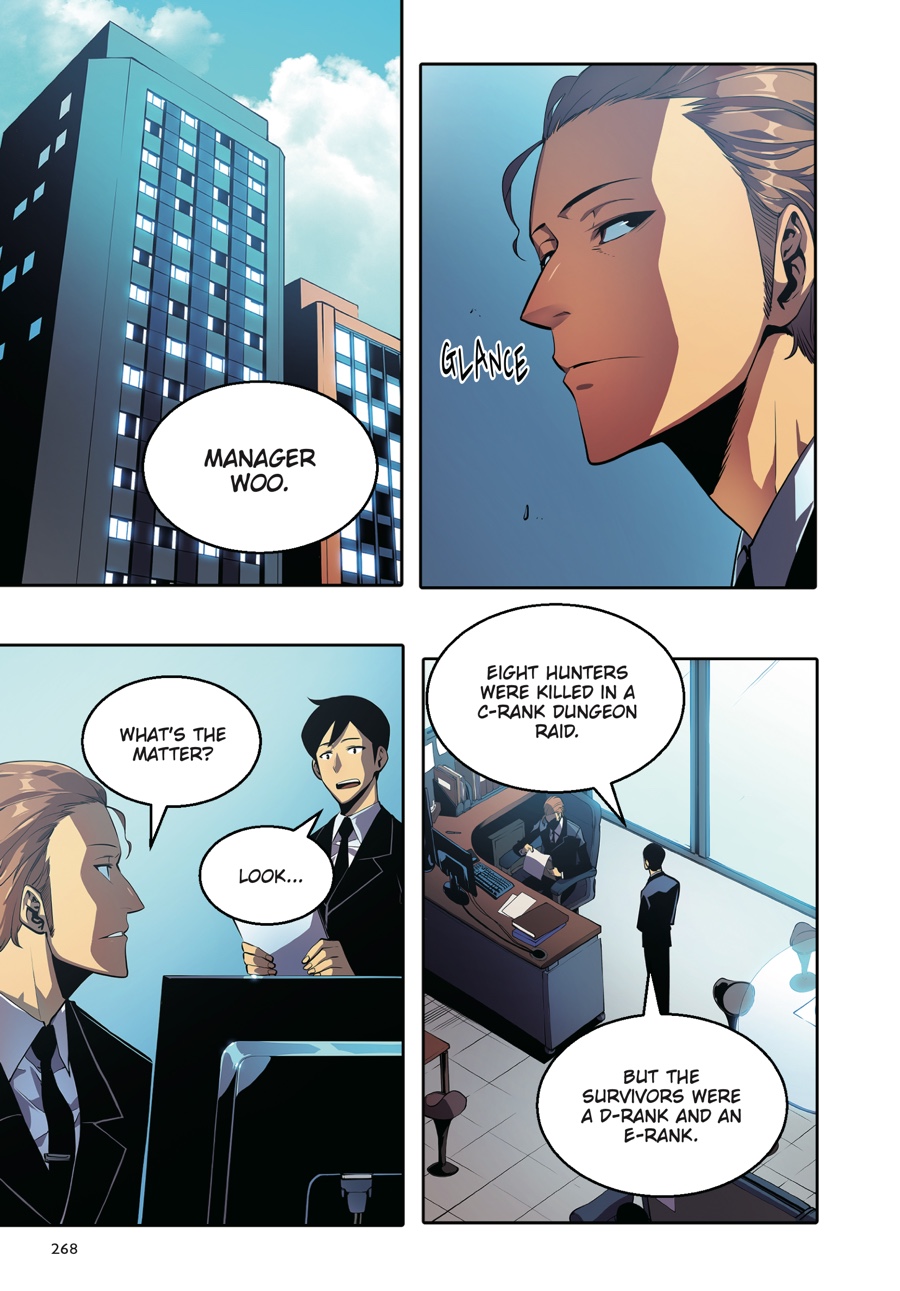 MANAGER
WOO.
GLANCE
WHAT'S THE
MATTER?
LOOK...
EIGHT HUNTERS
WERE KILLED IN A
C-RANK DUNGEON
RAID.
BUT THE
SURVIVORS WERE
A D-RANK AND AN
E-RANK.
268